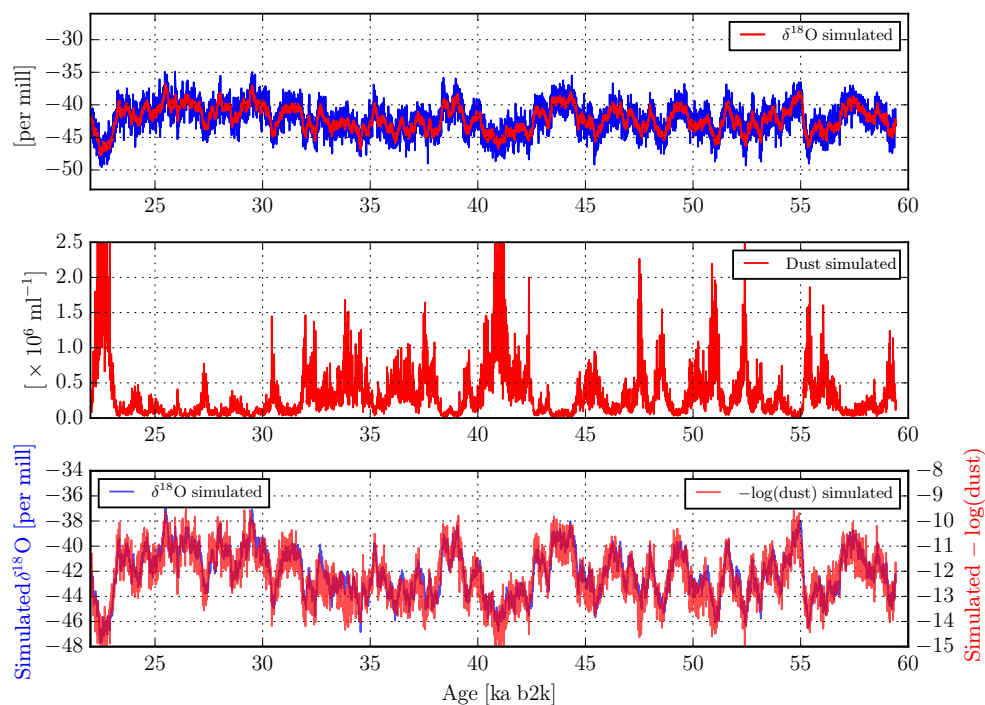 δ¹⁸O simulated
[per mill]
−30
−35
−40
−45
−50
25 30 35 40 45 50 55 60
Dust simulated
[×10⁶ ml⁻¹]
2.5
2.0
1.5
1.0
0.5
0.0
25 30 35 40 45 50 55 60
δ¹⁸O simulated
−log(dust) simulated
Simulated δ¹⁸O [per mill]
−34
−36
−38
−40
−42
−44
−46
−48
−8
−9
−10
−11
−12
−13
−14
−15
Simulated − log(dust)
25 30 35 40 45 50 55 60
Age [ka b2k]